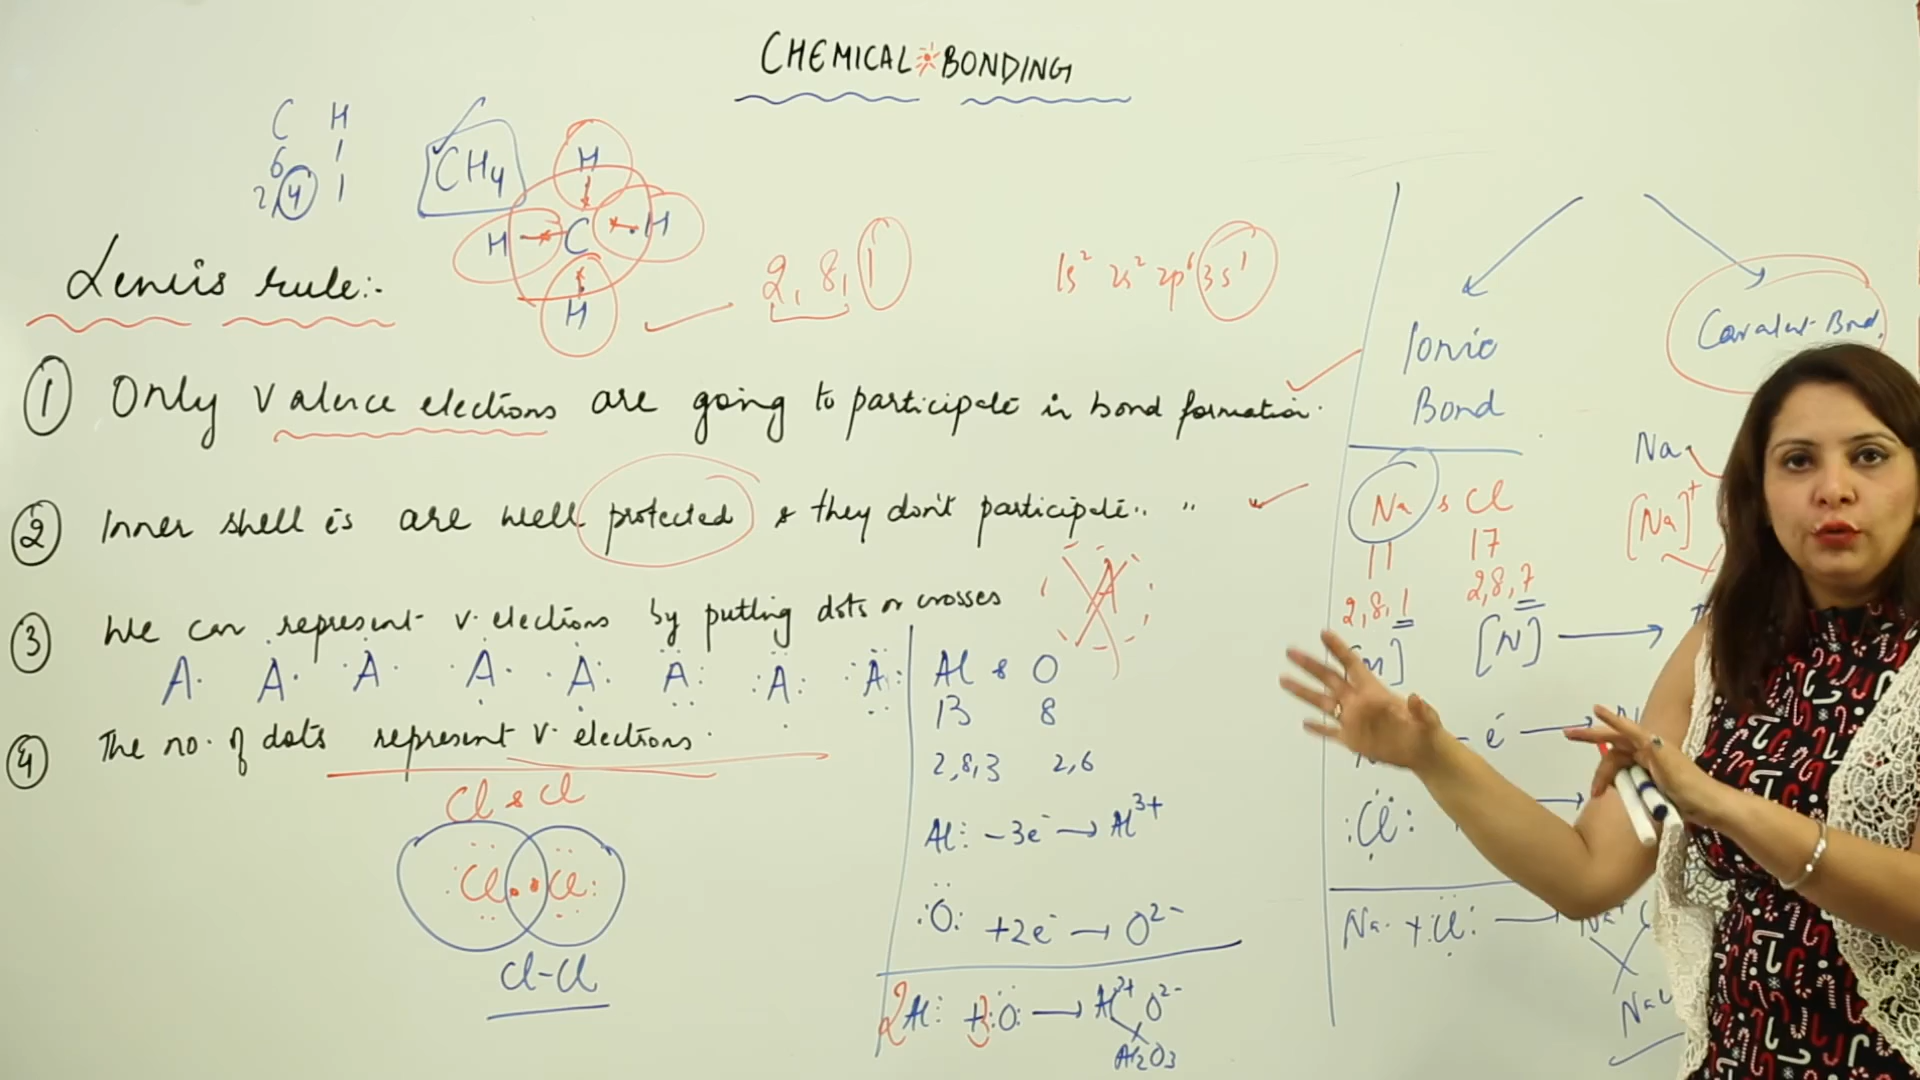 CHEMICAL BONDING
C H
6 1
2,4 1
CH4
H
H C H
H
2, 8, 1
1s² 2s² 2p⁶ 3s¹
Lewis rule:-
① Only valence electrons are going to participate in bond formation.
② Inner shell is are well protected & they don't participate.. "
③ We can represent v. electrons by putting dots or crosses
A
A· A· A· A· A: A: A: A:
④ The no. of dots represent v. electrons.
Cl & Cl
:Cl··Cl:
Cl-Cl
Al & O
13 8
2,8,3 2,6
Al: -3e⁻ → Al³⁺
:O: +2e⁻ → O²⁻
2Al: +3:O: → Al³⁺ O²⁻
Al2O3
Ionic
Bond
Covalent Bond.
Na & Cl
11 17
2,8,1 2,8,7
[M] [N] →
- e⁻ →
:Cl: →
Na· + :Cl: → Na⁺
Na·
[Na]⁺